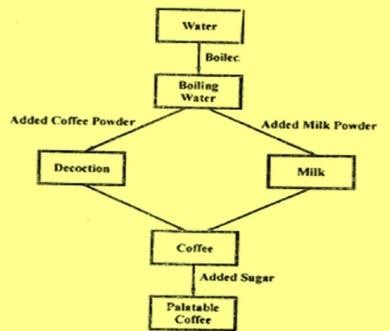 Water
Boilec
Boiling
Water
Added Coffee Powder
Added Milk Powder
Decoction
Milk
Coffee
Added Sugar
Palatable
Coffee